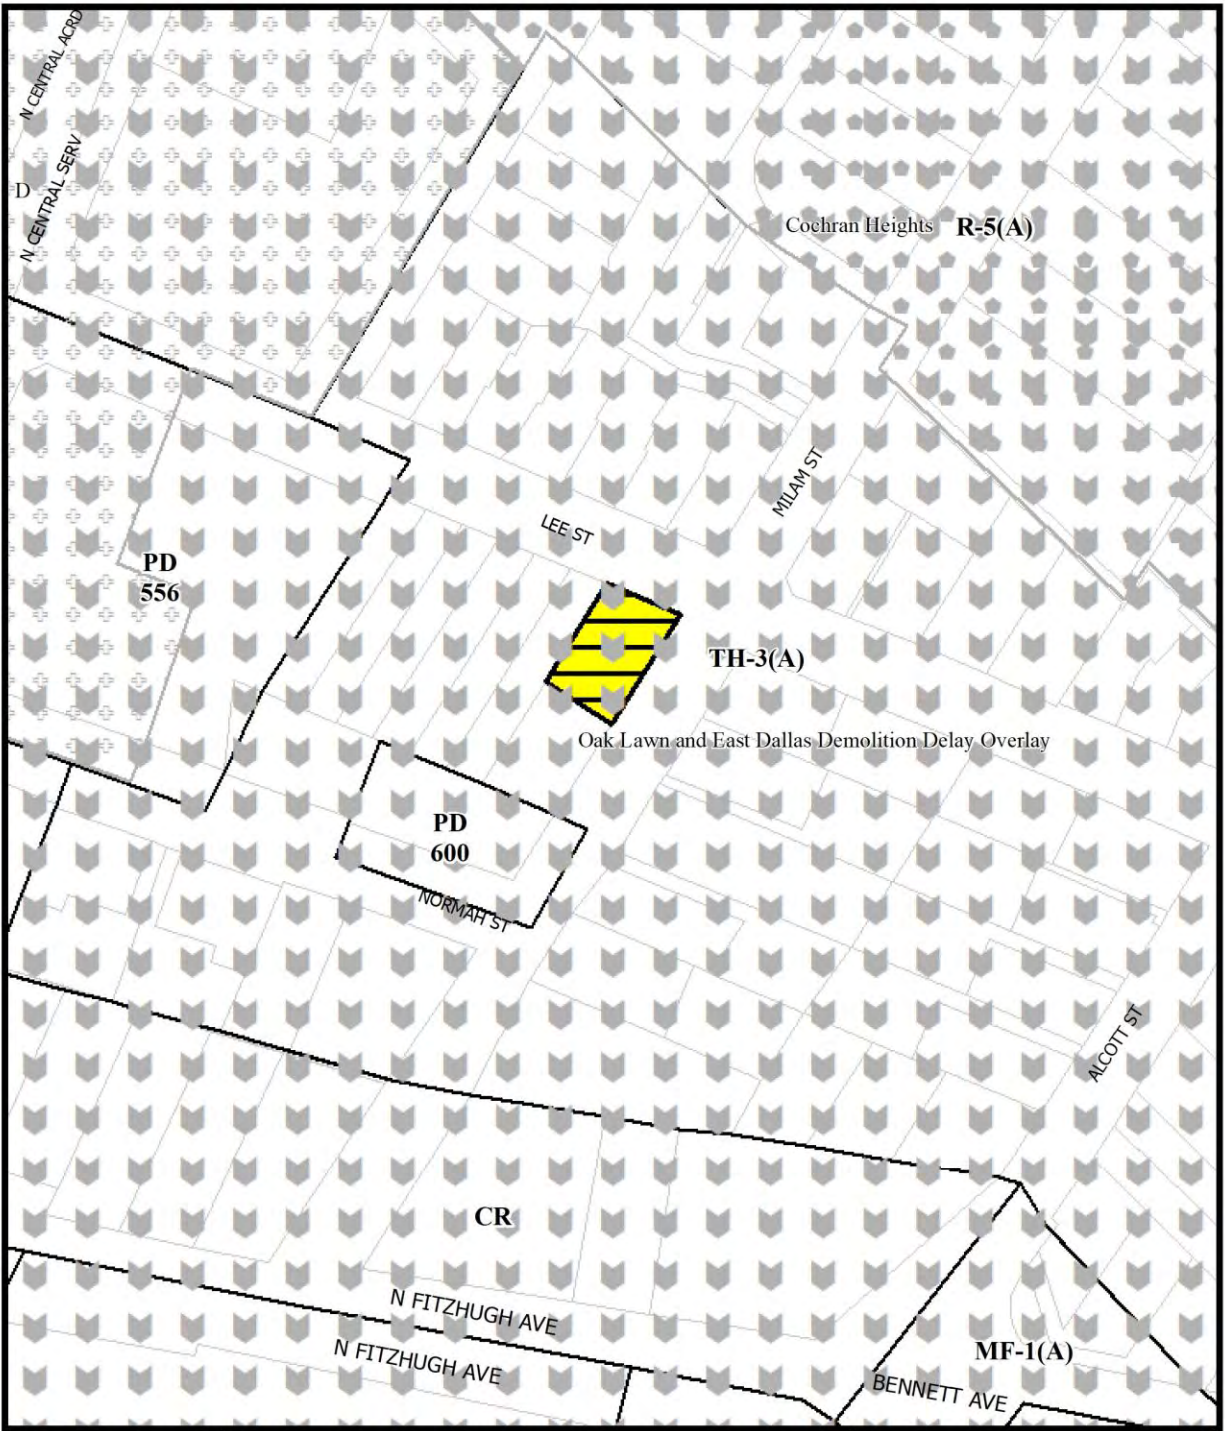 N CENTRAL ACRD
N CENTRAL SERV
D
Cochran Heights R-5(A)
MILAM ST
LEE ST
PD
556
TH-3(A)
Oak Lawn and East Dallas Demolition Delay Overlay
PD
600
NORMAH ST
ALCOTT ST
CR
N FITZHUGH AVE
N FITZHUGH AVE
MF-1(A)
BENNETT AVE